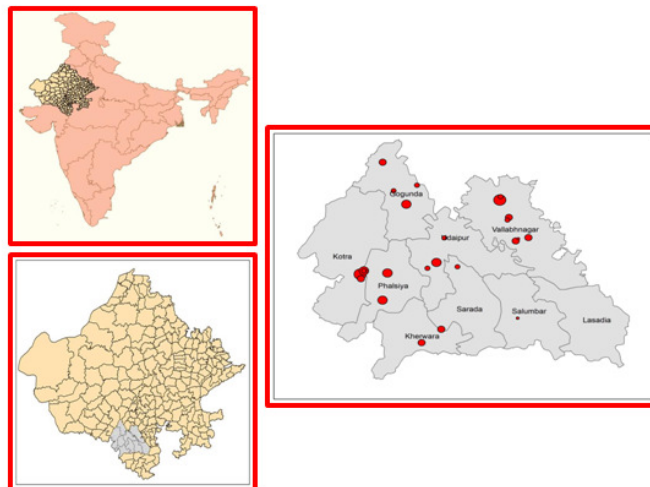 Gogunda
Vallabhnagar
Udaipur
Kotra
Phalsiya
Sarada
Salumbar
Lasadia
Kherwara